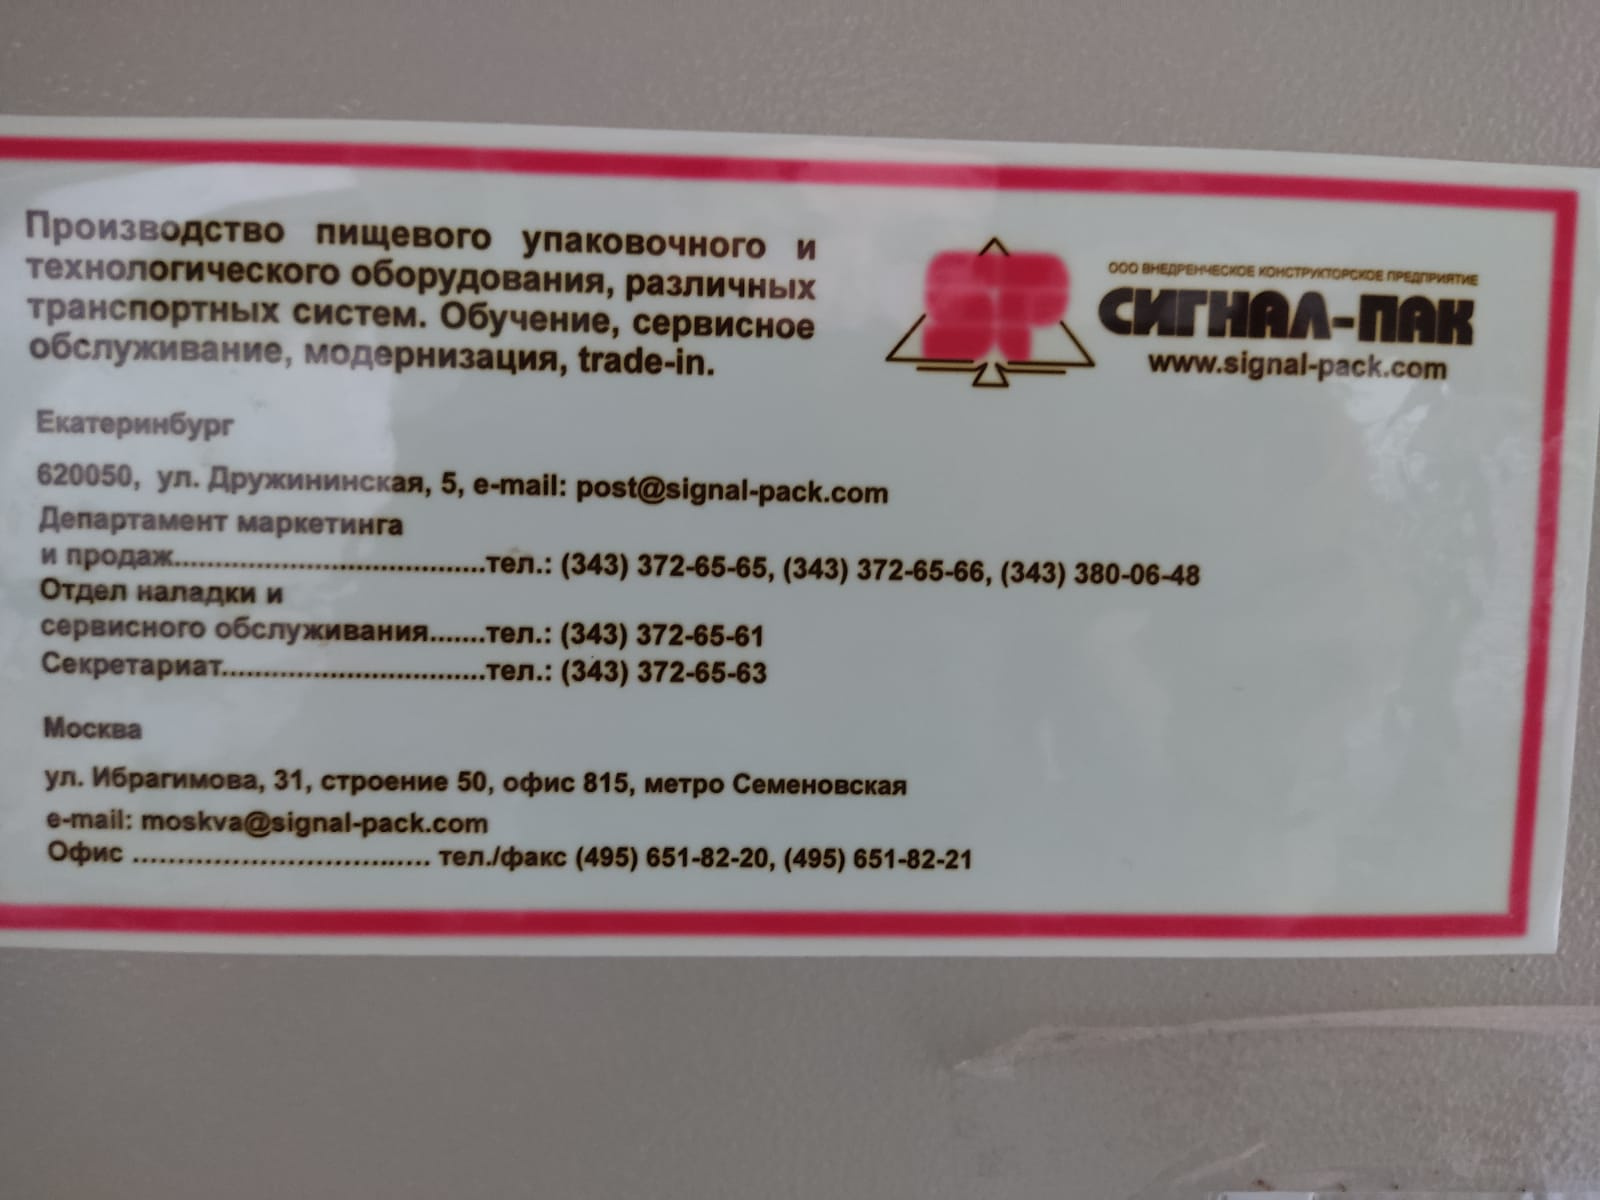 Производство пищевого упаковочного и
технологического оборудования, различных
транспортных систем. Обучение, сервисное
обслуживание, модернизация, trade-in.
ООО ВНЕДРЕНЧЕСКОЕ КОНСТРУКТОРСКОЕ ПРЕДПРИЯТИЕ
СИГНАЛ-ПАК
www.signal-pack.com
Екатеринбург
620050, ул. Дружининская, 5, e-mail: post@signal-pack.com
Департамент маркетинга
и продаж......................................тел.: (343) 372-65-65, (343) 372-65-66, (343) 380-06-48
Отдел наладки и
сервисного обслуживания.......тел.: (343) 372-65-61
Секретариат................................тел.: (343) 372-65-63
Москва
ул. Ибрагимова, 31, строение 50, офис 815, метро Семеновская
e-mail: moskva@signal-pack.com
Офис .................................... тел./факс (495) 651-82-20, (495) 651-82-21